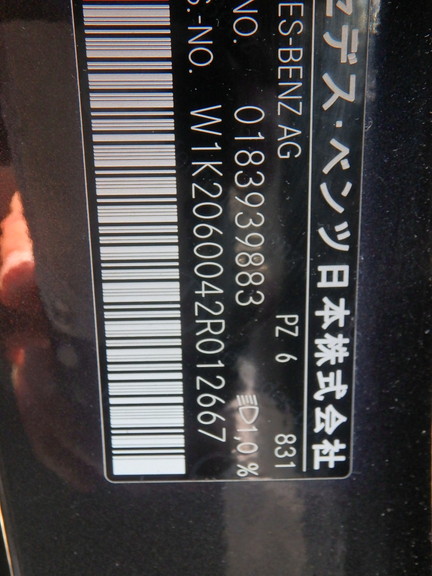 セデス・ベンツ日本株式会社
ES-BENZ AG PZ 6 831
NO. 0183939883 1,0 %
S.-NO. W1K2060042R012667